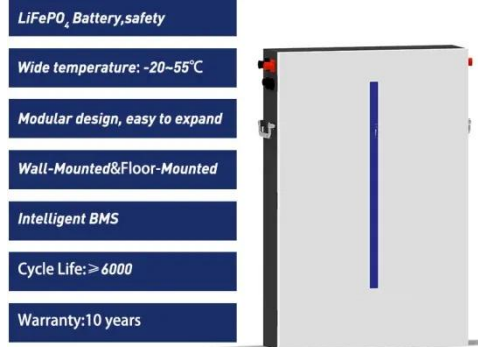 LiFePO₄ Battery,safety
Wide temperature: -20~55℃
Modular design, easy to expand
Wall-Mounted&Floor-Mounted
Intelligent BMS
Cycle Life:≥6000
Warranty:10 years